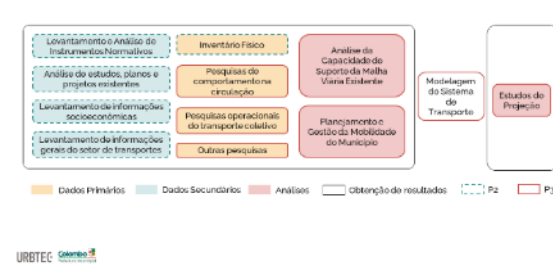 Levantamento e Análise de
Instrumentos Normativos
Análise de estudos, planos e
projetos existentes
Levantamento de informações
socioeconômicas
Levantamento de informações
gerais do setor de transportes
Inventário Físico
Pesquisas de
comportamento na
circulação
Pesquisas operacionais
do transporte coletivo
Outras pesquisas
Análise da
Capacidade de
Suporte da Malha
Viária Existente
Planejamento e
Gestão da Mobilidade
do Município
Modelagem
do Sistema
de
Transporte
Estudos de
Projeção
Dados Primários
Dados Secundários
Análises
Obtenção de resultados
P2
P3
URBTEC
Colombo